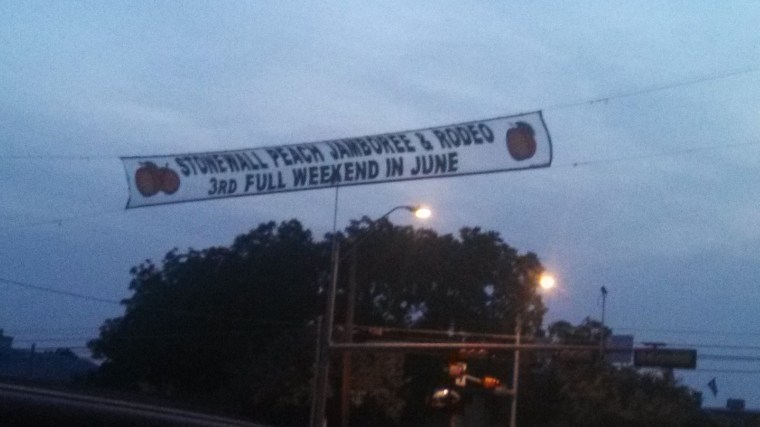 STONEWALL PEACH JAMBOREE & RODEO
3RD FULL WEEKEND IN JUNE